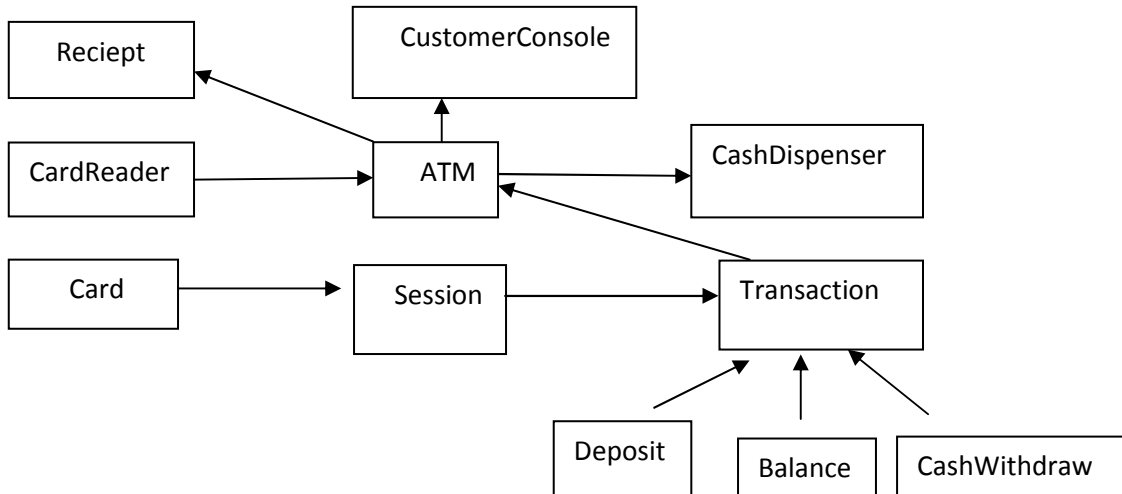 Reciept
CustomerConsole
CardReader
ATM
CashDispenser
Card
Session
Transaction
Deposit
Balance
CashWithdraw